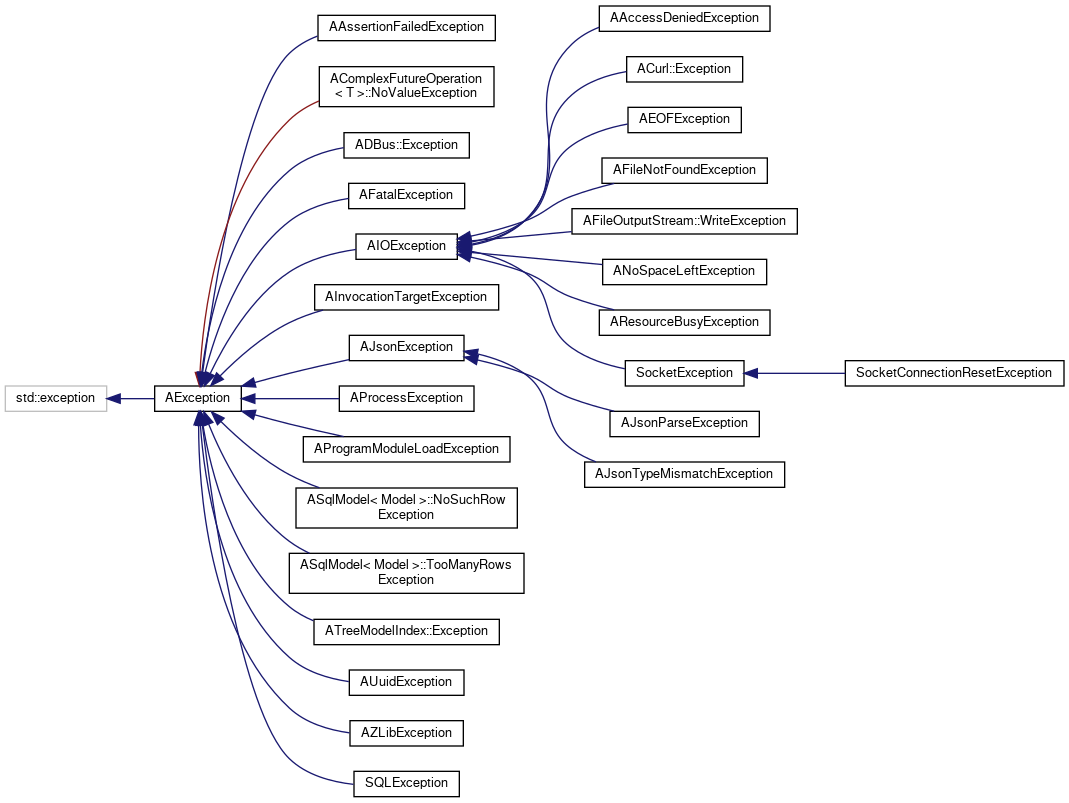 std::exception
AException
AAssertionFailedException
AComplexFutureOperation
< T >::NoValueException
ADBus::Exception
AFatalException
AIOException
AInvocationTargetException
AJsonException
AProcessException
AProgramModuleLoadException
ASqlModel< Model >::NoSuchRow
Exception
ASqlModel< Model >::TooManyRows
Exception
ATreeModelIndex::Exception
AUuidException
AZLibException
SQLException
AAccessDeniedException
ACurl::Exception
AEOFException
AFileNotFoundException
AFileOutputStream::WriteException
ANoSpaceLeftException
AResourceBusyException
SocketException
AJsonParseException
AJsonTypeMismatchException
SocketConnectionResetException